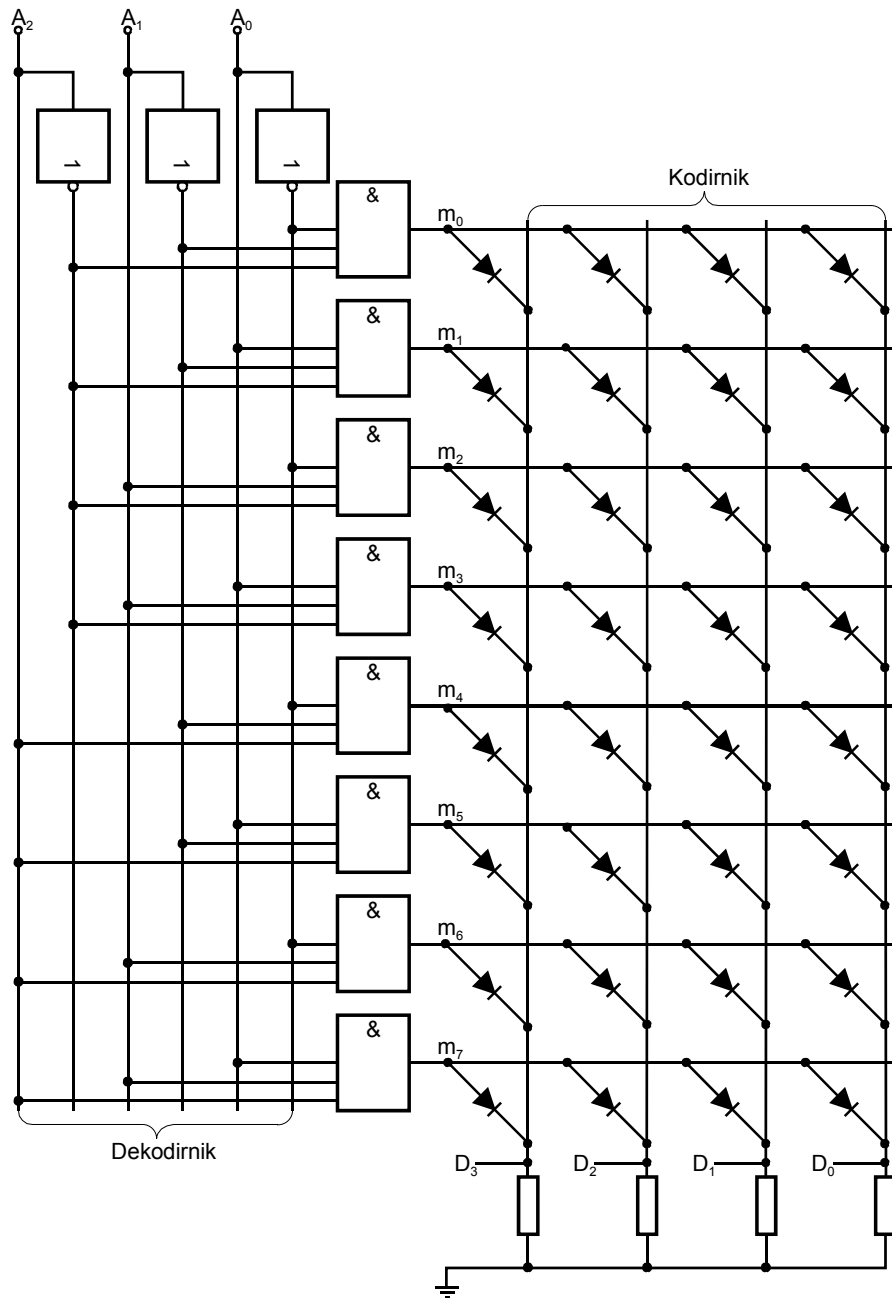 A₂ A₁ A₀
1 1 1
Kodirnik
& m₀
& m₁
& m₂
& m₃
& m₄
& m₅
& m₆
& m₇
Dekodirnik
D₃ D₂ D₁ D₀